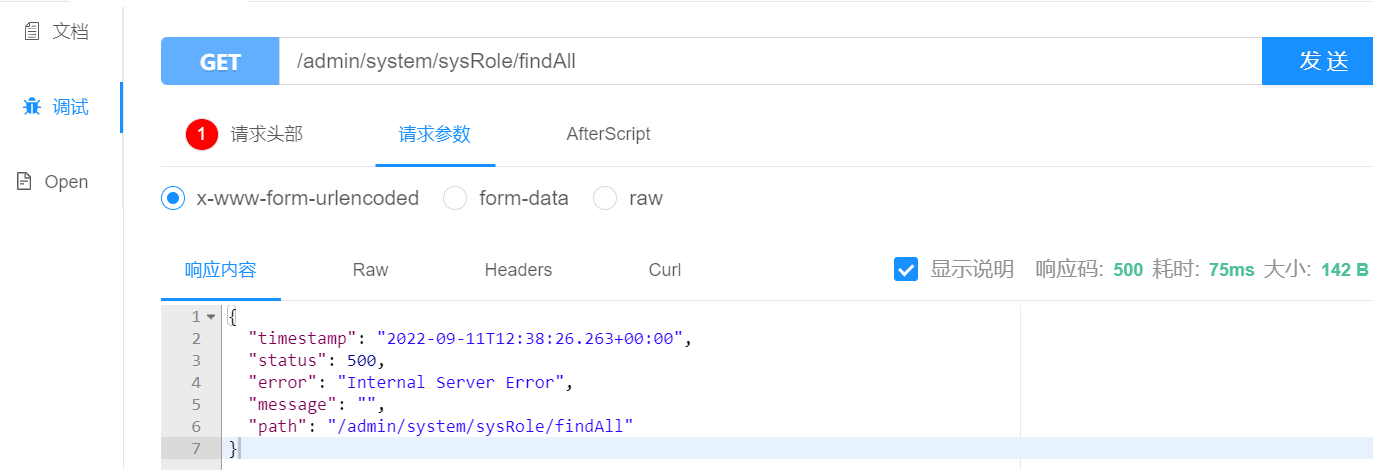 文档
调试
Open
GET /admin/system/sysRole/findAll 发 送
1 请求头部 请求参数 AfterScript
x-www-form-urlencoded form-data raw
响应内容 Raw Headers Curl 显示说明 响应码: 500 耗时: 75ms 大小: 142 B
1 {
2 "timestamp": "2022-09-11T12:38:26.263+00:00",
3 "status": 500,
4 "error": "Internal Server Error",
5 "message": "",
6 "path": "/admin/system/sysRole/findAll"
7 }